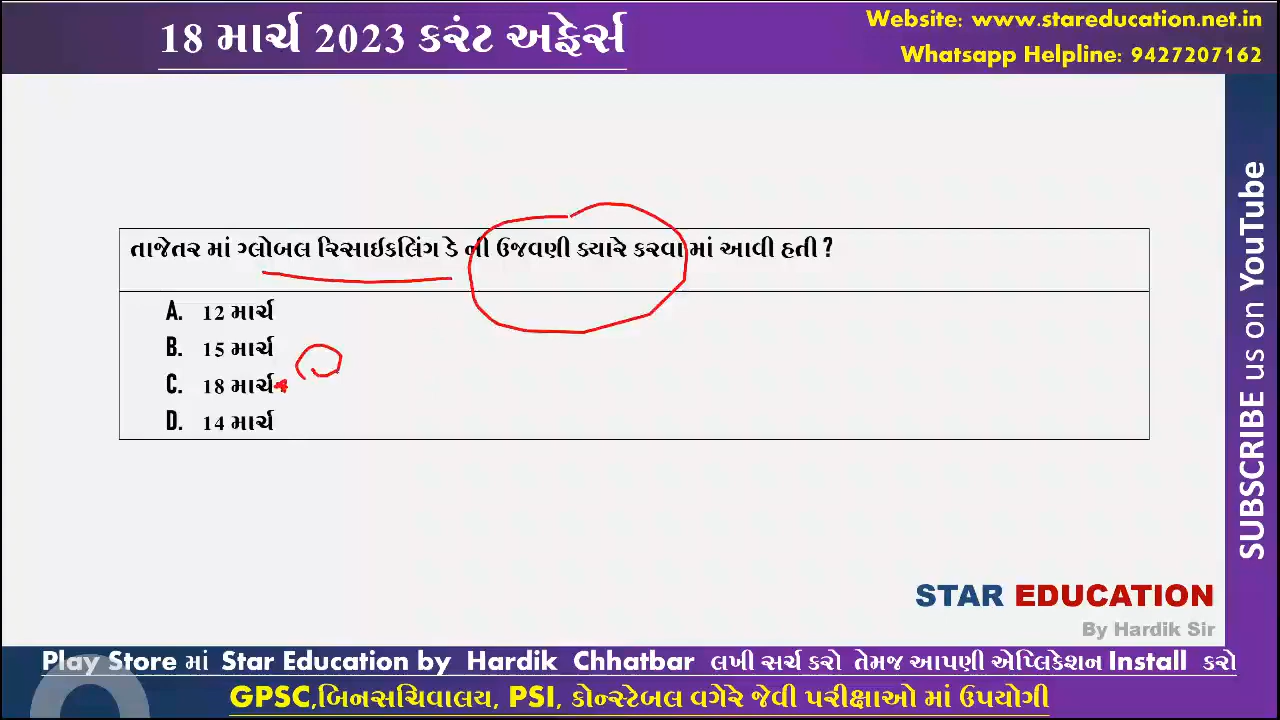 18 માર્ચ 2023 કરંટ અફેર્સ
Website: www.stareducation.net.in
Whatsapp Helpline: 9427207162
તાજેતર માં ગ્લોબલ રિસાઈકલિંગ ડે ની ઉજવણી ક્યારે કરવા માં આવી હતી ?
A. 12 માર્ચ
B. 15 માર્ચ
C. 18 માર્ચ
D. 14 માર્ચ
SUBSCRIBE us on YouTube
STAR EDUCATION
By Hardik Sir
Play Store માં Star Education by Hardik Chhatbar લખી સર્ચ કરો તેમજ આપણી એપ્લિકેશન Install કરો
GPSC,બિનસચિવાલય, PSI, કોન્સ્ટેબલ વગેરે જેવી પરીક્ષાઓ માં ઉપયોગી